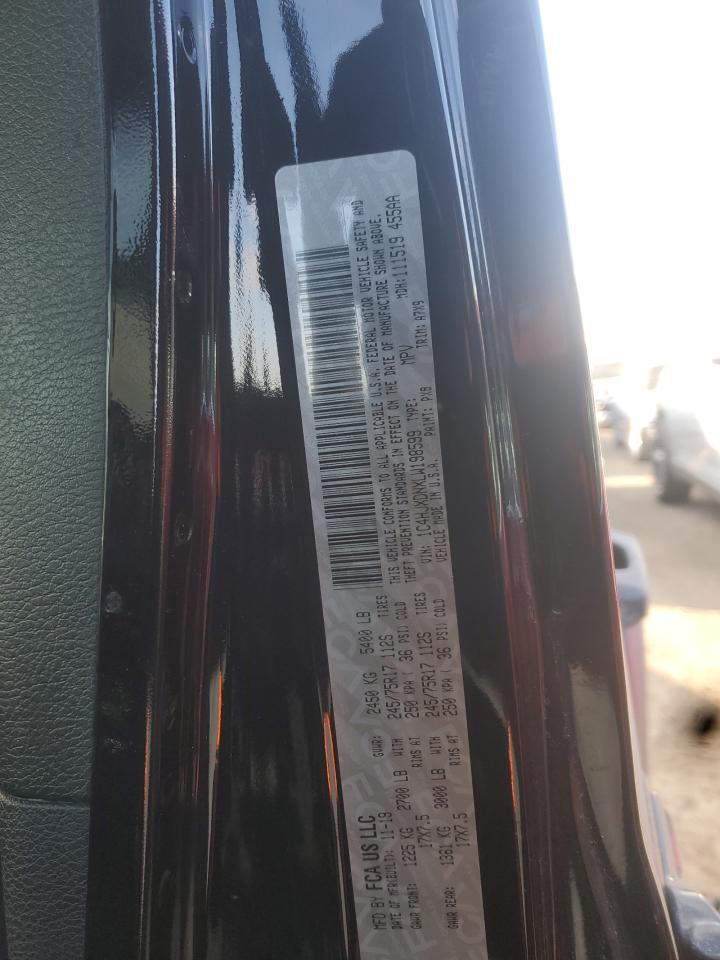 MFD BY FCA US LLC
DATE OF MFR(BUILT): 11-19 GVWR: 2450 KG 5400 LB
GAWR FRONT: 1225 KG 2700 LB WITH 245/75R17 112S TIRES
17X7.5 RIMS AT 250 KPA ( 36 PSI) COLD
GAWR REAR: 1361 KG 3000 LB WITH 245/75R17 112S TIRES
17X7.5 RIMS AT 250 KPA ( 36 PSI) COLD
THIS VEHICLE CONFORMS TO ALL APPLICABLE U.S.A. FEDERAL MOTOR VEHICLE SAFETY AND
THEFT PREVENTION STANDARDS IN EFFECT ON THE DATE OF MANUFACTURE SHOWN ABOVE.
VIN: 1C4HJXDNXLW198599 TYPE: MPV MDH: 111519 455AA
VEHICLE MADE IN U.S.A. PAINT: PX8 TRIM: A7X9